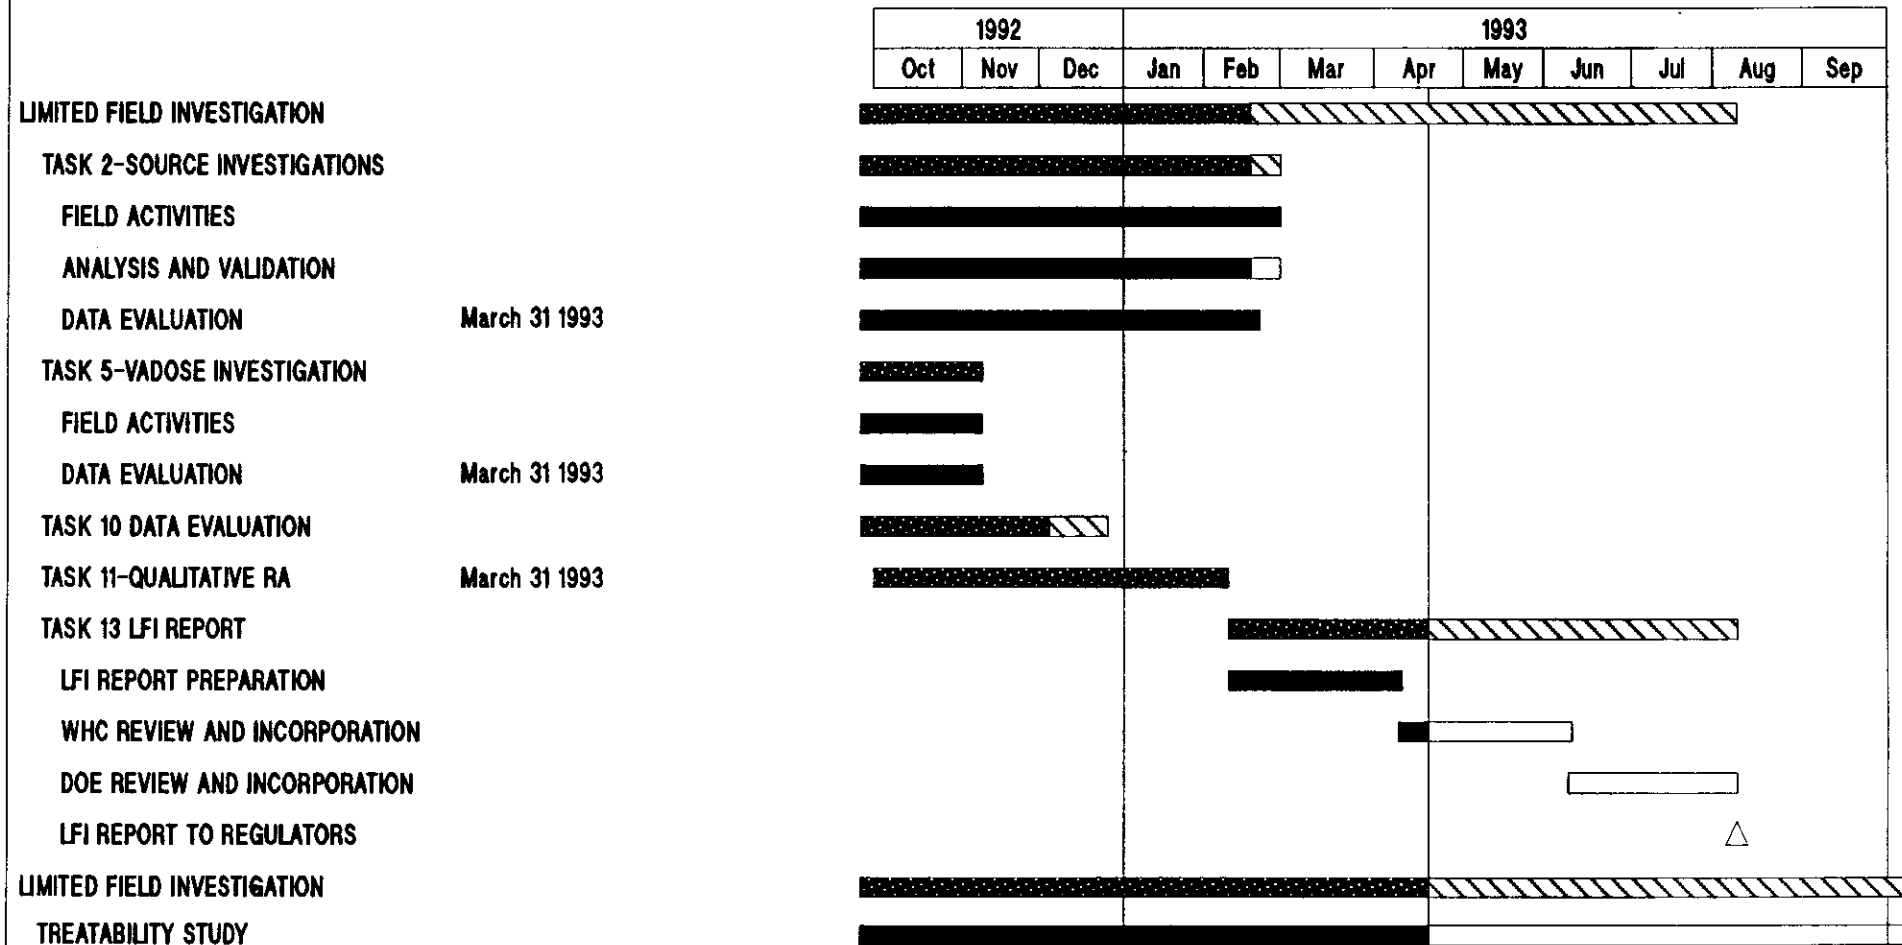 1992 1993
Oct Nov Dec Jan Feb Mar Apr May Jun Jul Aug Sep
LIMITED FIELD INVESTIGATION
TASK 2-SOURCE INVESTIGATIONS
FIELD ACTIVITIES
ANALYSIS AND VALIDATION
DATA EVALUATION March 31 1993
TASK 5-VADOSE INVESTIGATION
FIELD ACTIVITIES
DATA EVALUATION March 31 1993
TASK 10 DATA EVALUATION
TASK 11-QUALITATIVE RA March 31 1993
TASK 13 LFI REPORT
LFI REPORT PREPARATION
WHC REVIEW AND INCORPORATION
DOE REVIEW AND INCORPORATION
LFI REPORT TO REGULATORS
LIMITED FIELD INVESTIGATION
TREATABILITY STUDY